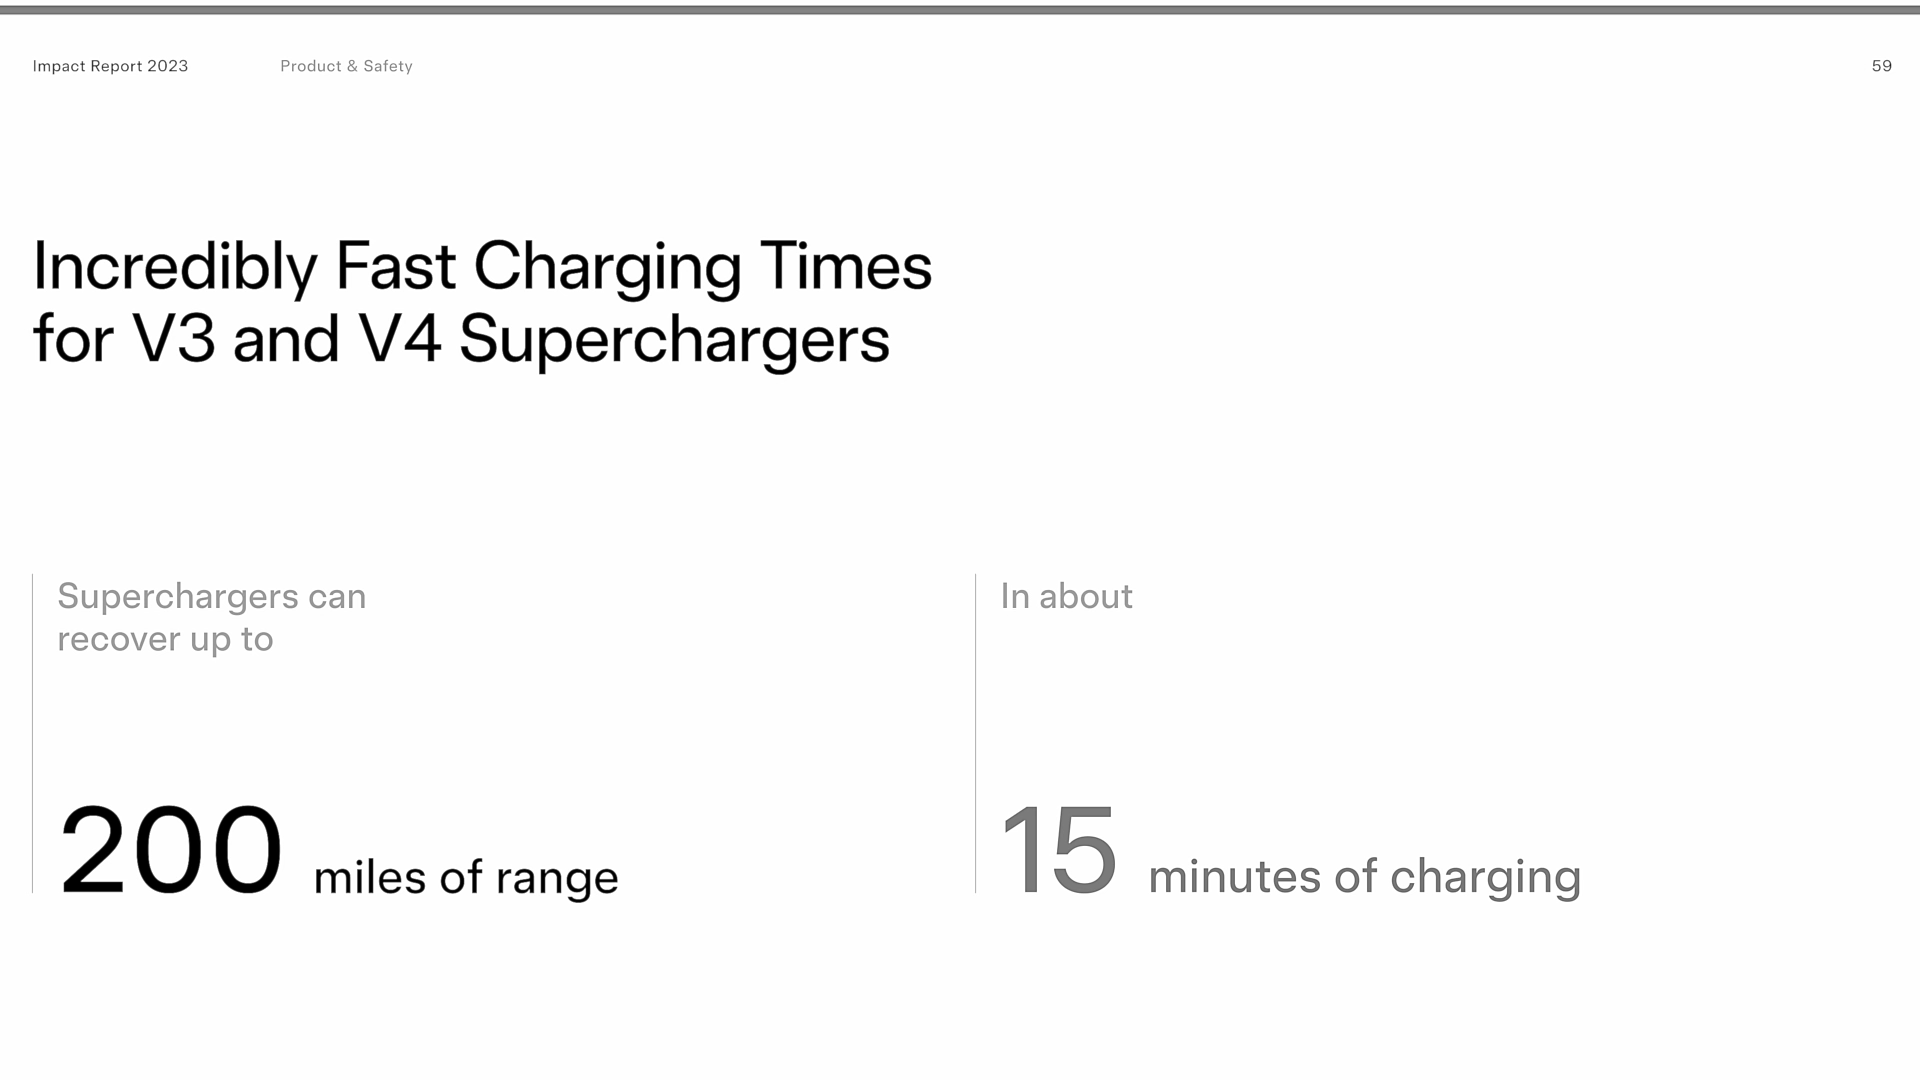 Impact Report 2023
Product & Safety
59
Incredibly Fast Charging Times
for V3 and V4 Superchargers
Superchargers can
recover up to
200 miles of range
In about
15 minutes of charging